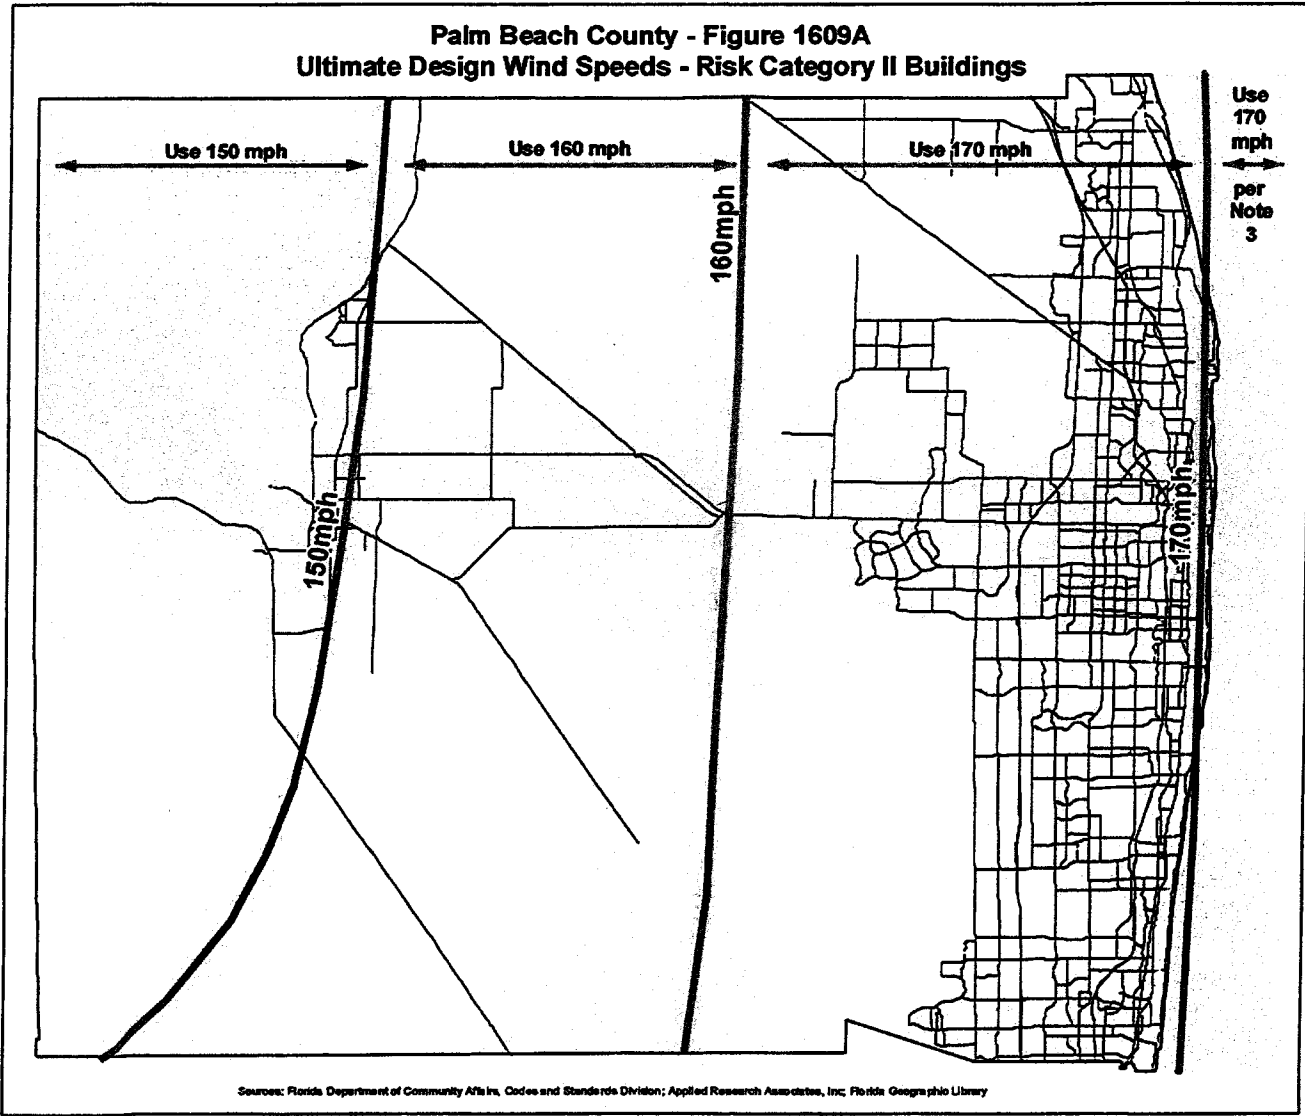 Palm Beach County - Figure 1609A
Ultimate Design Wind Speeds - Risk Category II Buildings
Use 150 mph
Use 160 mph
Use 170 mph
Use
170
mph
per
Note
3
160mph
150mph
170mph
Sources: Florida Department of Community Affairs, Codes and Standards Division; Applied Research Associates, Inc; Florida Geographic Library